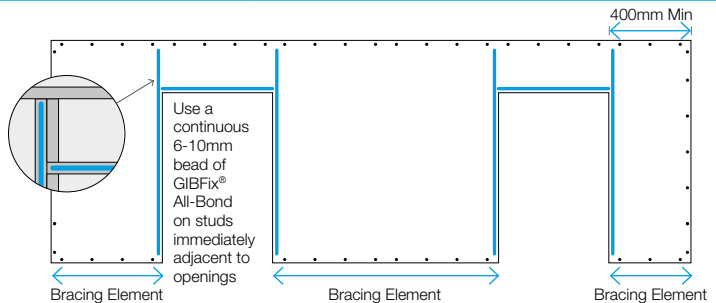 400mm Min
Use a
continuous
6-10mm
bead of
GIBFix®
All-Bond
on studs
immediately
adjacent to
openings
Bracing Element
Bracing Element
Bracing Element